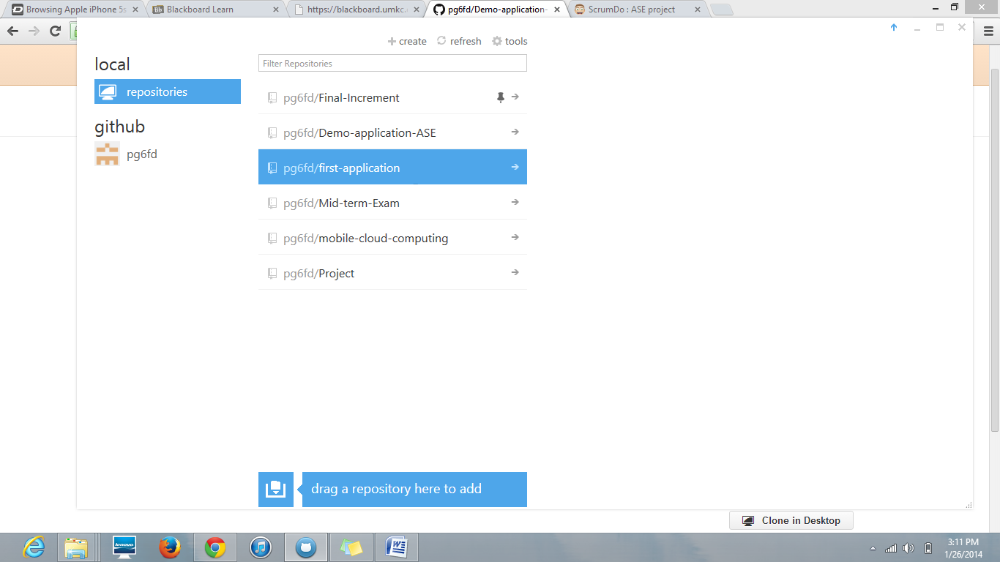 Browsing Apple iPhone 5s
Blackboard Learn
https://blackboard.umkc.
pg6fd/Demo-application-
ScrumDo : ASE project
create
refresh
tools
local
Filter Repositories
repositories
pg6fd/Final-Increment
github
pg6fd/Demo-application-ASE
pg6fd
pg6fd/first-application
pg6fd/Mid-term-Exam
pg6fd/mobile-cloud-computing
pg6fd/Project
drag a repository here to add
Clone in Desktop
lenovo
3:11 PM
1/26/2014